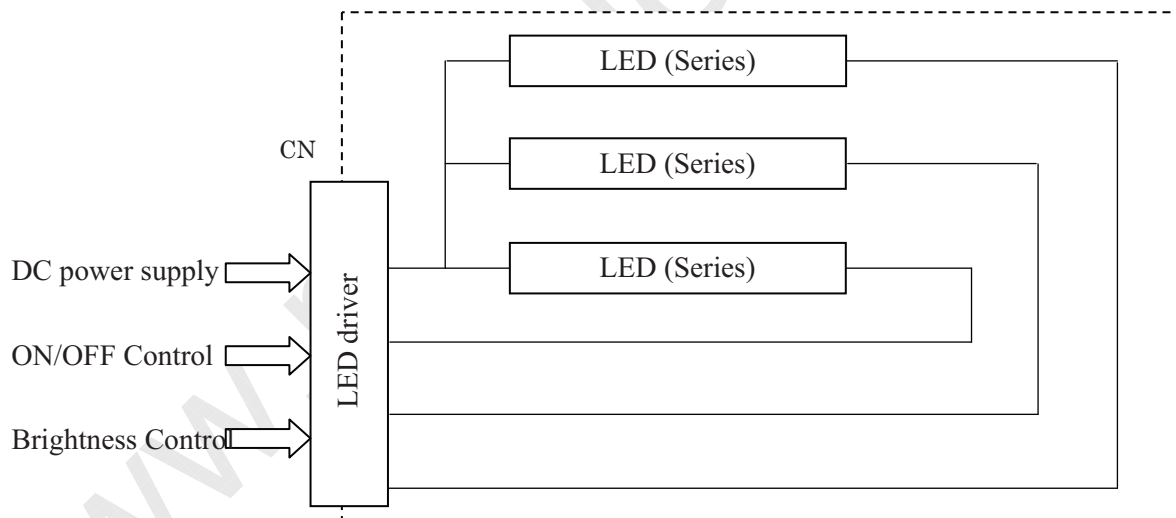 LED (Series)
CN
LED (Series)
DC power supply
LED (Series)
LED driver
ON/OFF Control
Brightness Control